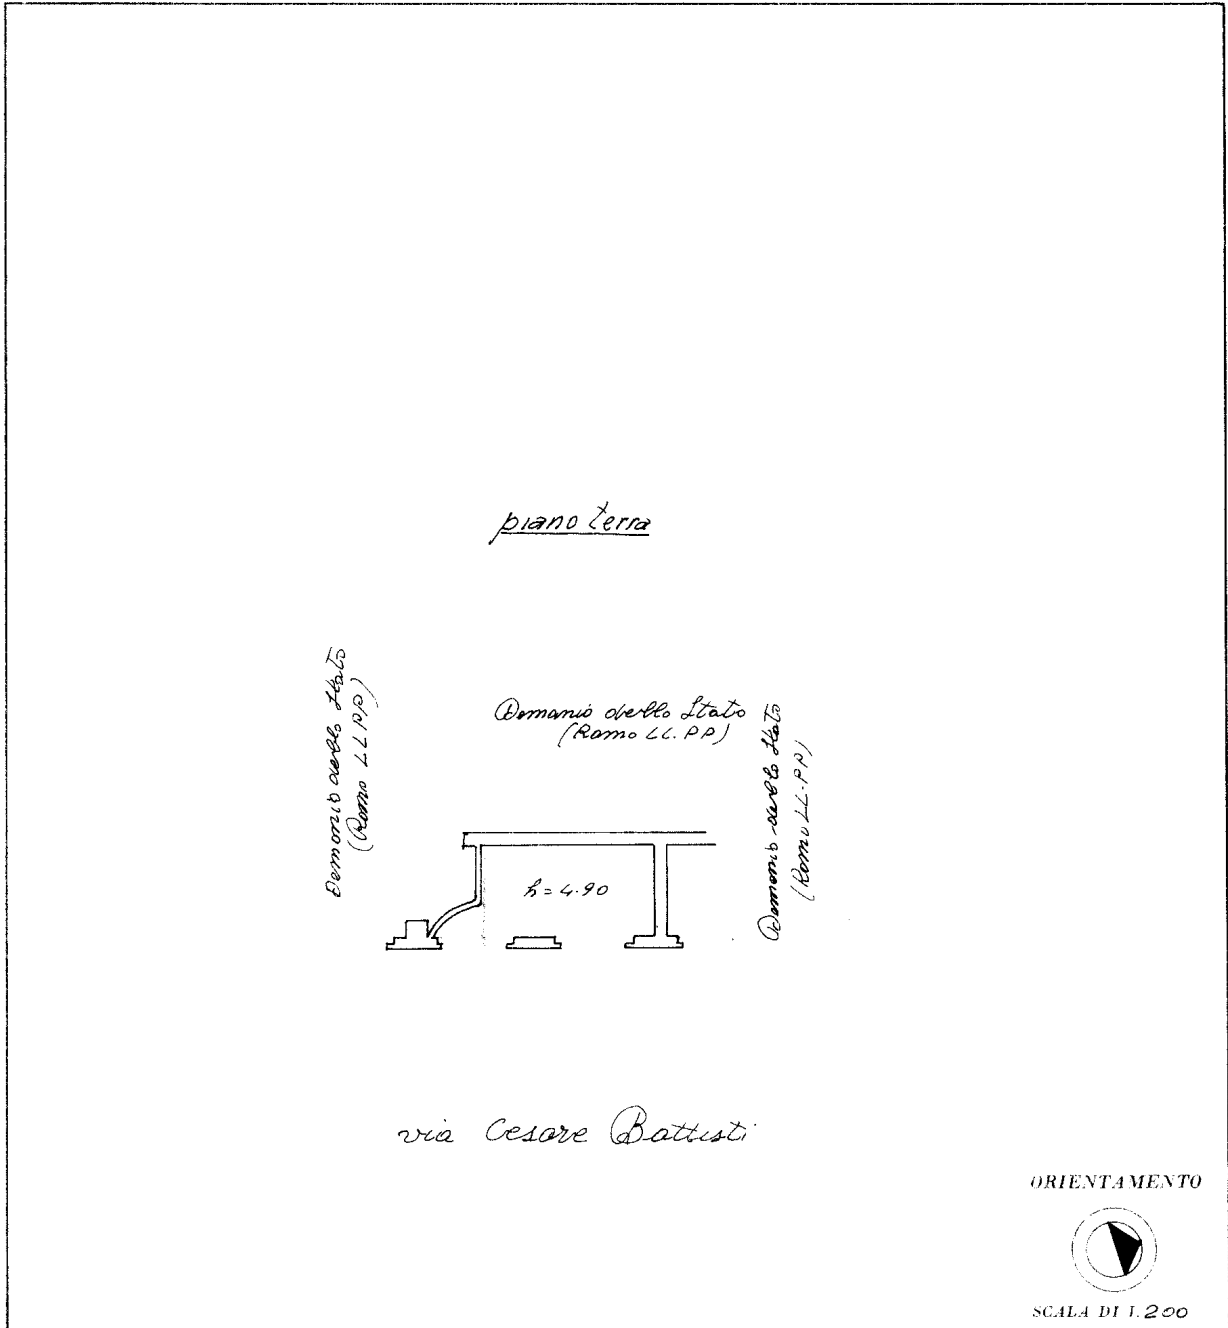 piano terra
Demanio dello Stato
(Ramo LL.PP)
Demanio dello Stato
(Ramo LL.PP)
Demanio dello Stato
(Ramo LL.PP)
h=4.90
via Cesare Battisti
ORIENTAMENTO
SCALA DI 1.200